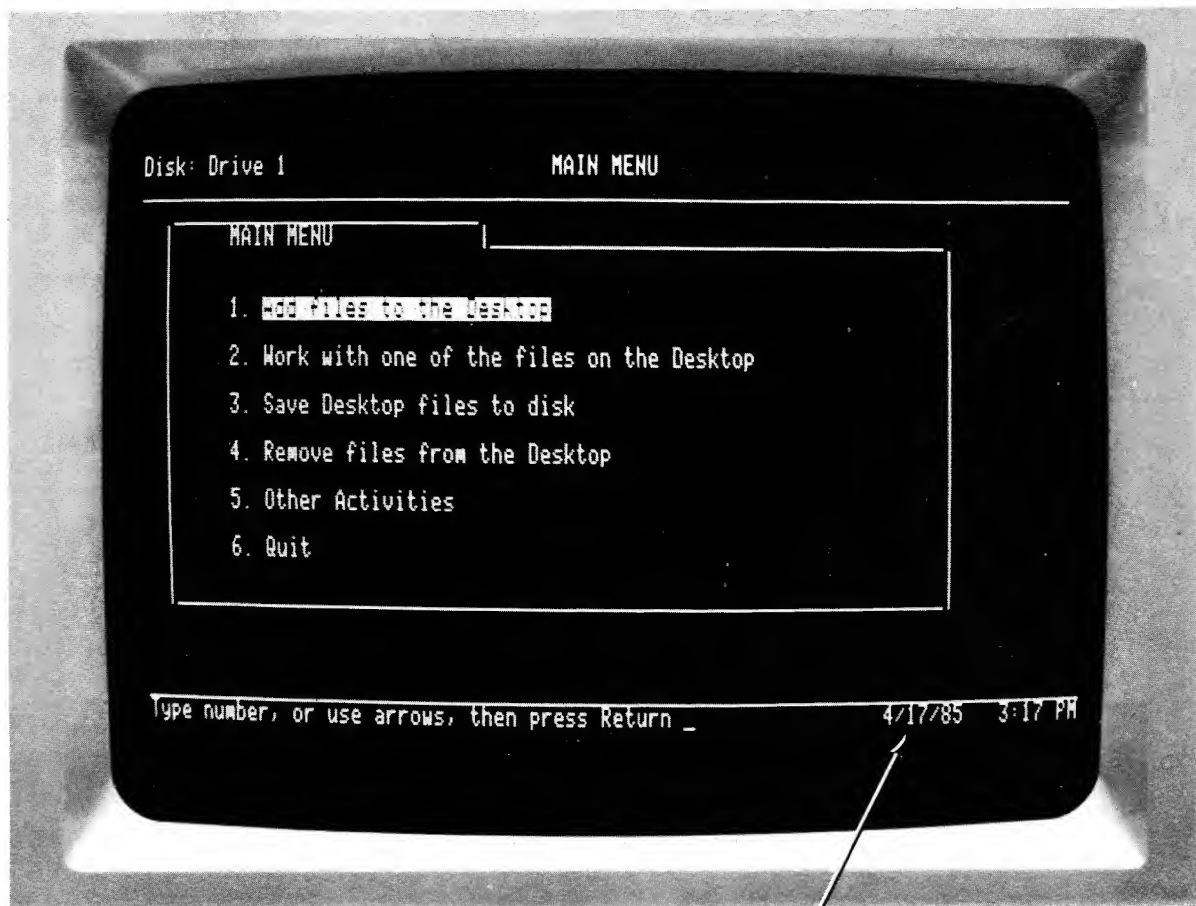 Disk: Drive 1 MAIN MENU
MAIN MENU
1. Add files to the Desktop
2. Work with one of the files on the Desktop
3. Save Desktop files to disk
4. Remove files from the Desktop
5. Other Activities
6. Quit
Type number, or use arrows, then press Return _ 4/17/85 3:17 PM